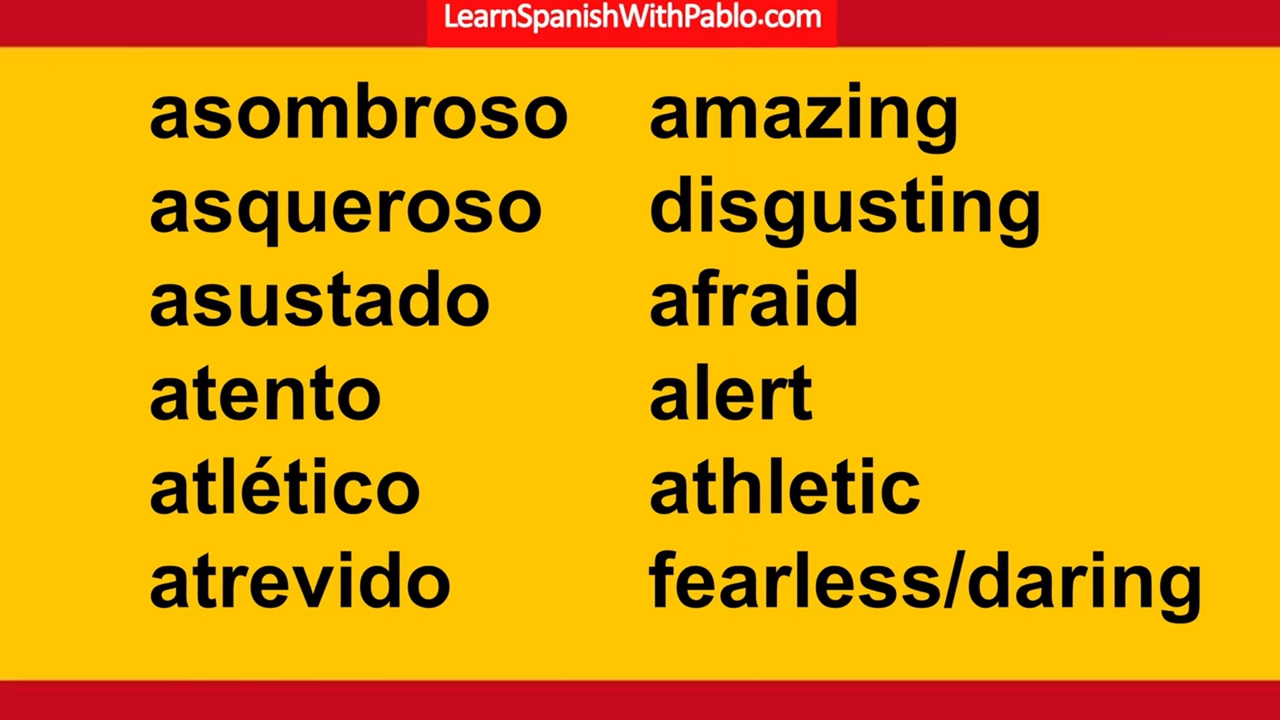 LearnSpanishWithPablo.com
asombroso amazing
asqueroso disgusting
asustado afraid
atento alert
atlético athletic
atrevido fearless/daring